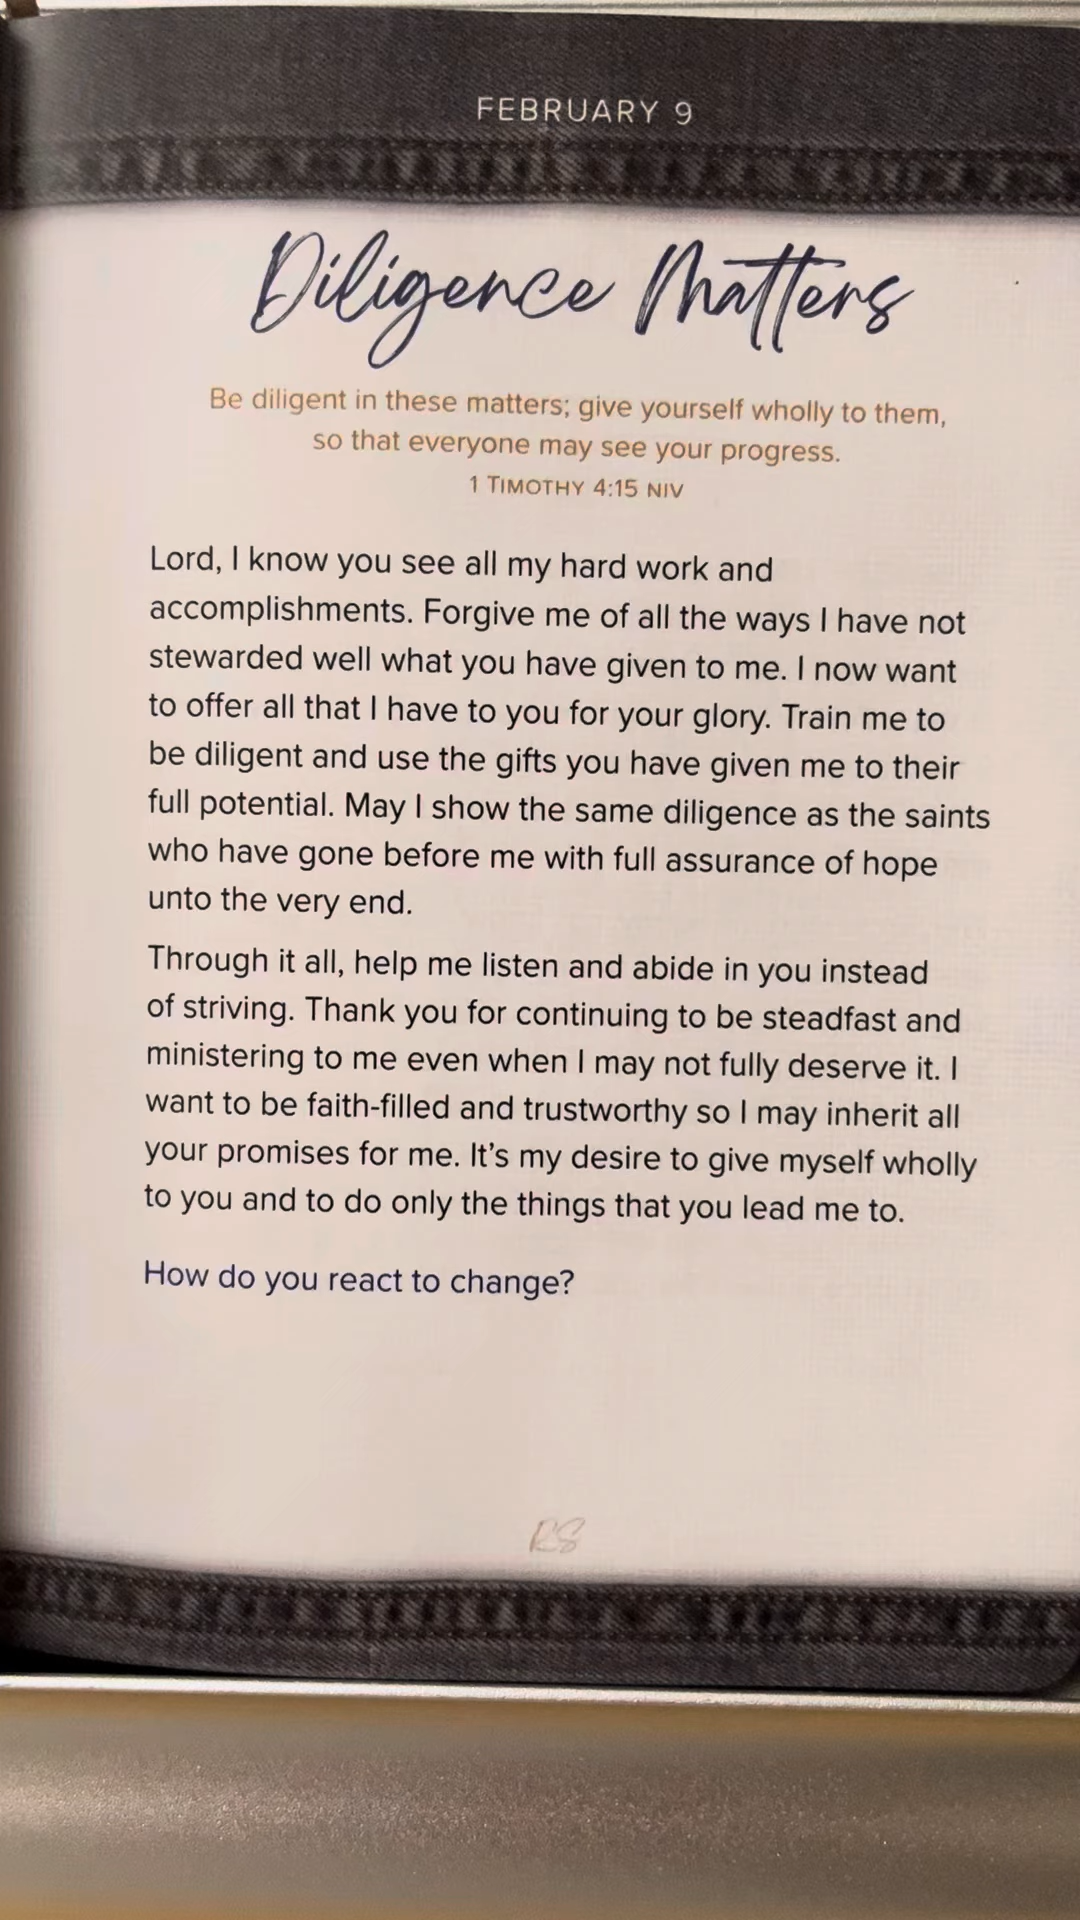 FEBRUARY 9
Diligence Matters
Be diligent in these matters; give yourself wholly to them,
so that everyone may see your progress.
1 TIMOTHY 4:15 NIV
Lord, I know you see all my hard work and
accomplishments. Forgive me of all the ways I have not
stewarded well what you have given to me. I now want
to offer all that I have to you for your glory. Train me to
be diligent and use the gifts you have given me to their
full potential. May I show the same diligence as the saints
who have gone before me with full assurance of hope
unto the very end.
Through it all, help me listen and abide in you instead
of striving. Thank you for continuing to be steadfast and
ministering to me even when I may not fully deserve it. I
want to be faith-filled and trustworthy so I may inherit all
your promises for me. It's my desire to give myself wholly
to you and to do only the things that you lead me to.
How do you react to change?
RS